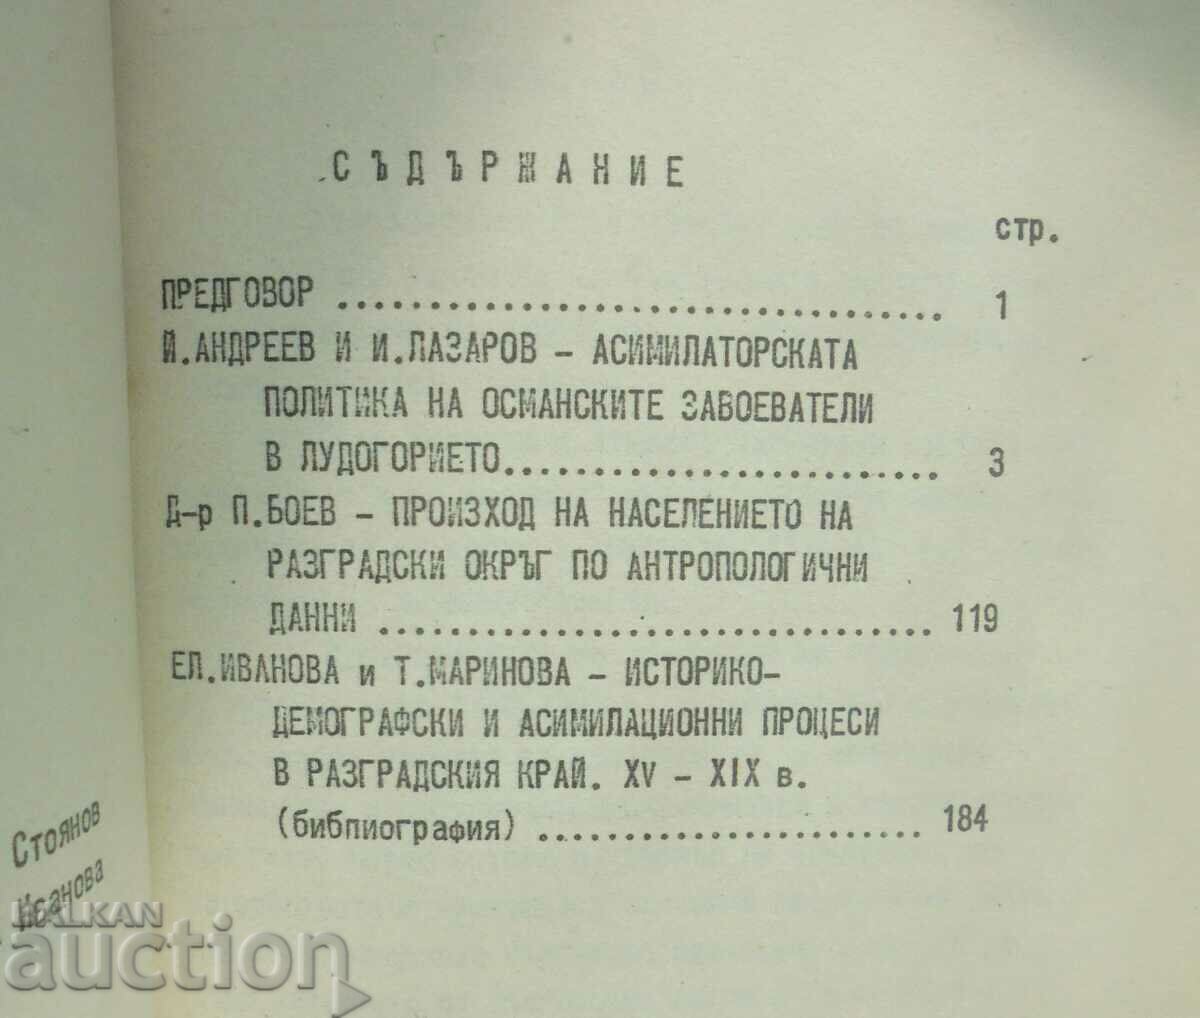 СЪДЪРЖАНИЕ
стр.
ПРЕДГОВОР .................................. 1
Й.АНДРЕЕВ И И.ЛАЗАРОВ – АСИМИЛАТОРСКАТА
ПОЛИТИКА НА ОСМАНСКИТЕ ЗАВОЕВАТЕЛИ
В ЛУДОГОРИЕТО......................... 3
Д-р П.БОЕВ – ПРОИЗХОД НА НАСЕЛЕНИЕТО НА
РАЗГРАДСКИ ОКРЪГ ПО АНТРОПОЛОГИЧНИ
ДАННИ ................................ 119
ЕЛ.ИВАНОВА и Т.МАРИНОВА – ИСТОРИКО-
ДЕМОГРАФСКИ И АСИМИЛАЦИОННИ ПРОЦЕСИ
В РАЗГРАДСКИЯ КРАЙ. XV – XIX в.
(библиография) ...................... 184
Стоянов
BALKAN
auction